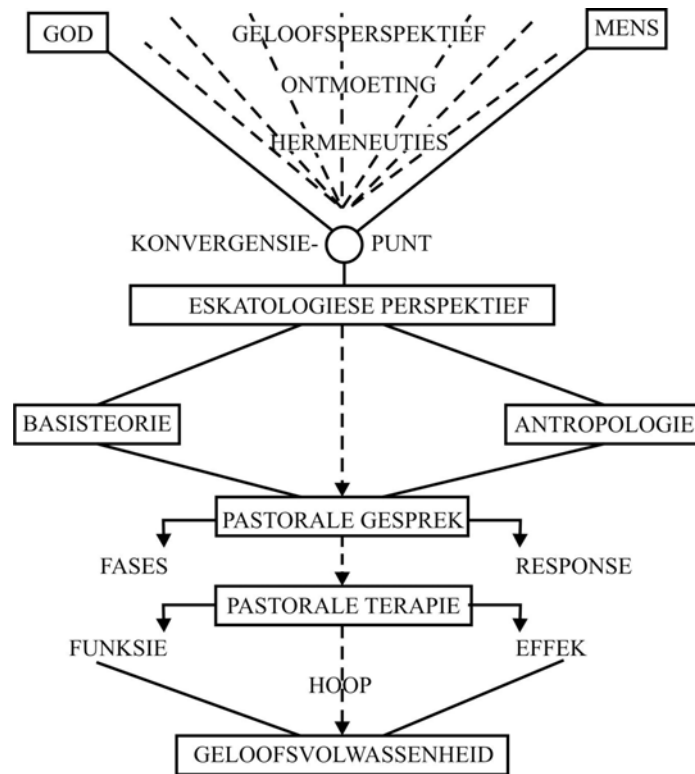 GOD
GELOOFSPERSPEKTIEF
MENS
ONTMOETING
HERMENEUTIES
KONVERGENSIE- PUNT
ESKATOLOGIESE PERSPEKTIEF
BASISTEORIE
ANTROPOLOGIE
PASTORALE GESPREK
FASES
RESPONSE
PASTORALE TERAPIE
FUNKSIE
EFFEK
HOOP
GELOOFSVOLWASSENHEID